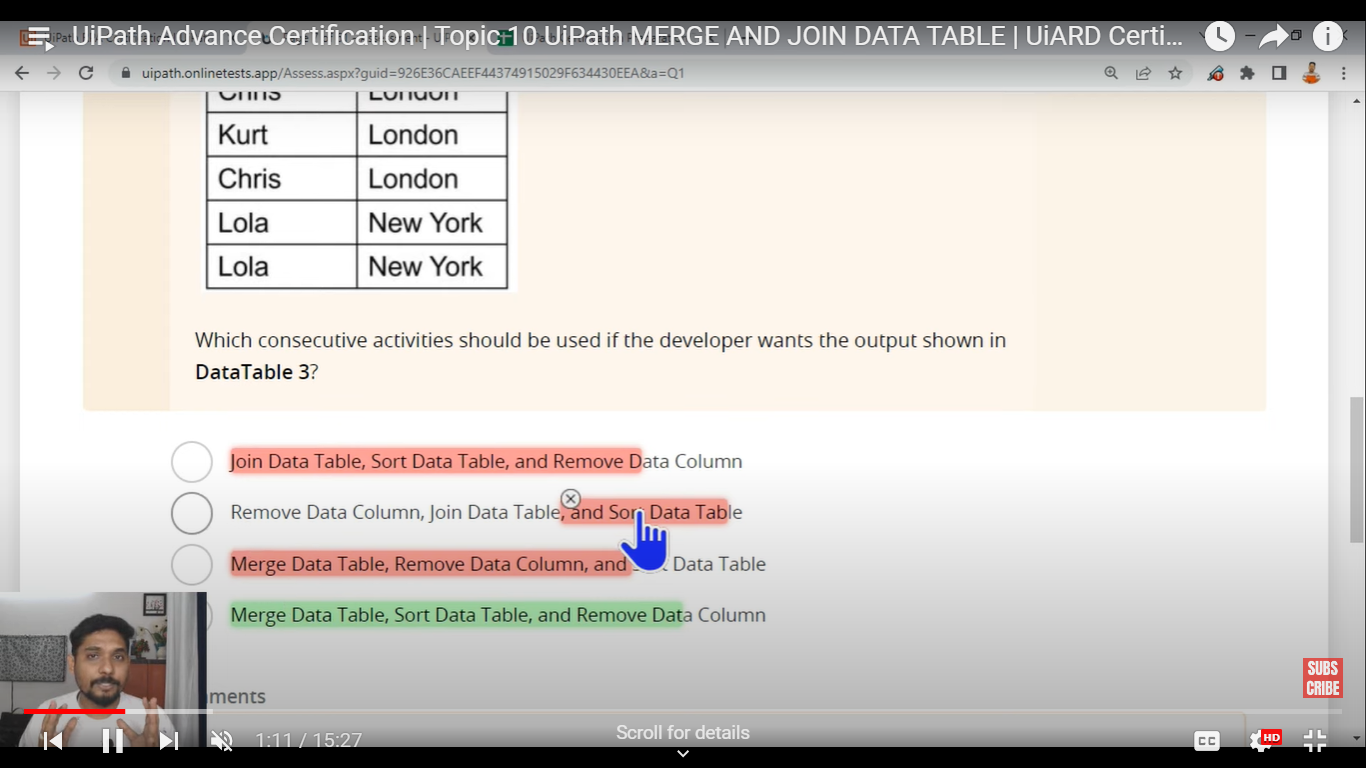 UiPath Advance Certification | Topic 10 UiPath MERGE AND JOIN DATA TABLE | UiARD Certi...
uipath.onlinetests.app/Assess.aspx?guid=926E36CAEEF44374915029F634430EEA&a=Q1
Chris London
Kurt London
Chris London
Lola New York
Lola New York
Which consecutive activities should be used if the developer wants the output shown in
DataTable 3?
Join Data Table, Sort Data Table, and Remove Data Column
Remove Data Column, Join Data Table, and Sort Data Table
Merge Data Table, Remove Data Column, and Data Table
Merge Data Table, Sort Data Table, and Remove Data Column
ments
SUBS
CRIBE
1:11 / 15:27
Scroll for details
CC
HD